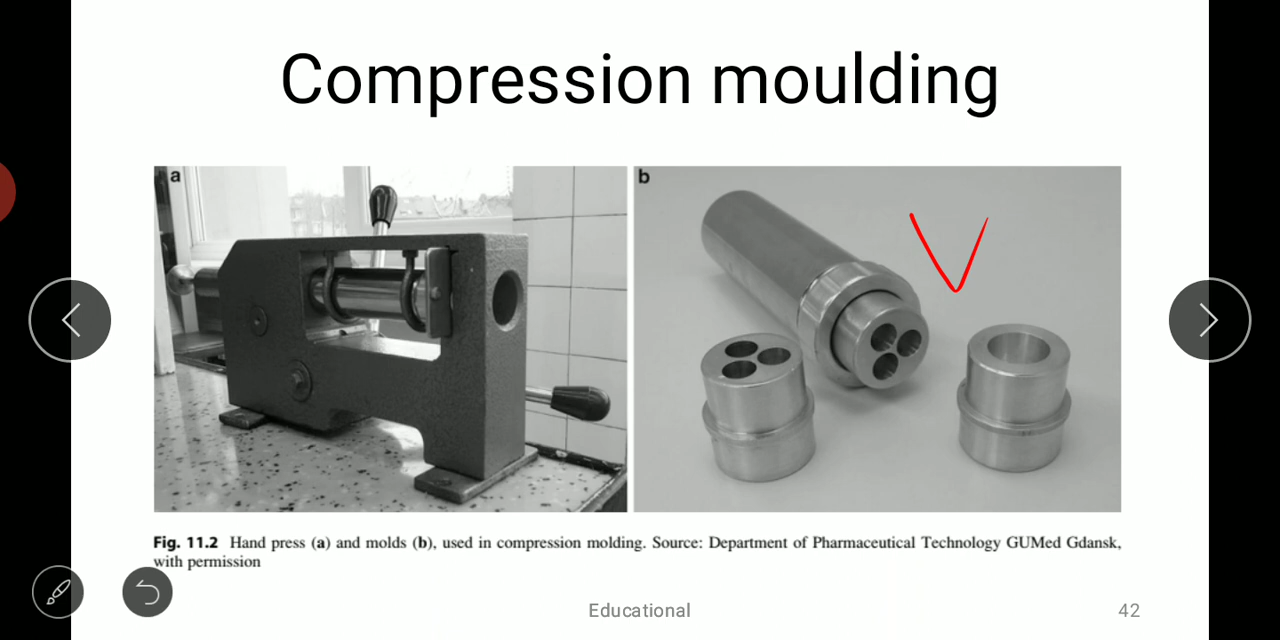 Compression moulding
a
b
Fig. 11.2 Hand press (a) and molds (b), used in compression molding. Source: Department of Pharmaceutical Technology GUMed Gdansk,
with permission
Educational
42